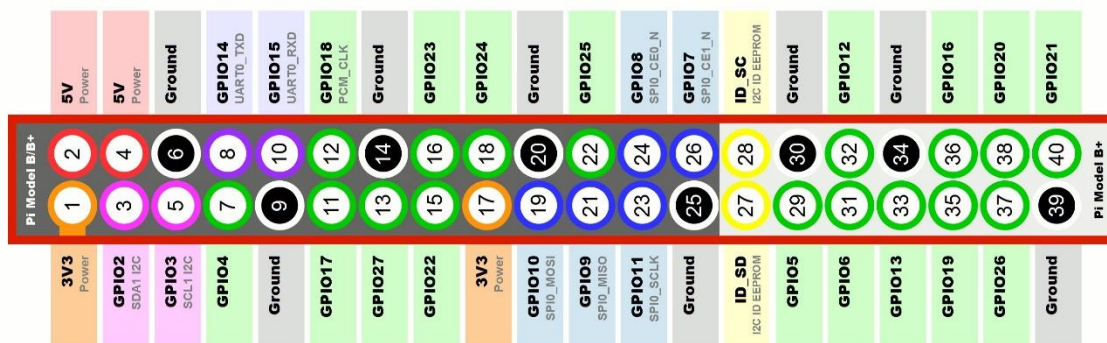 5V
Power
5V
Power
Ground
GPIO14
UART0_TXD
GPIO15
UART0_RXD
GPIO18
PCM_CLK
Ground
GPIO23
GPIO24
Ground
GPIO25
GPIO8
SPI0_CE0_N
GPIO7
SPI0_CE1_N
ID_SC
I2C ID EEPROM
Ground
GPIO12
Ground
GPIO16
GPIO20
GPIO21
Pi Model B/B+
2 4 6 8 10 12 14 16 18 20 22 24 26 28 30 32 34 36 38 40
1 3 5 7 9 11 13 15 17 19 21 23 25 27 29 31 33 35 37 39
Pi Model B+
3V3
Power
GPIO2
SDA1 I2C
GPIO3
SCL1 I2C
GPIO4
Ground
GPIO17
GPIO27
GPIO22
3V3
Power
GPIO10
SPI0_MOSI
GPIO9
SPI0_MISO
GPIO11
SPI0_SCLK
Ground
ID_SD
I2C ID EEPROM
GPIO5
GPIO6
GPIO13
GPIO19
GPIO26
Ground